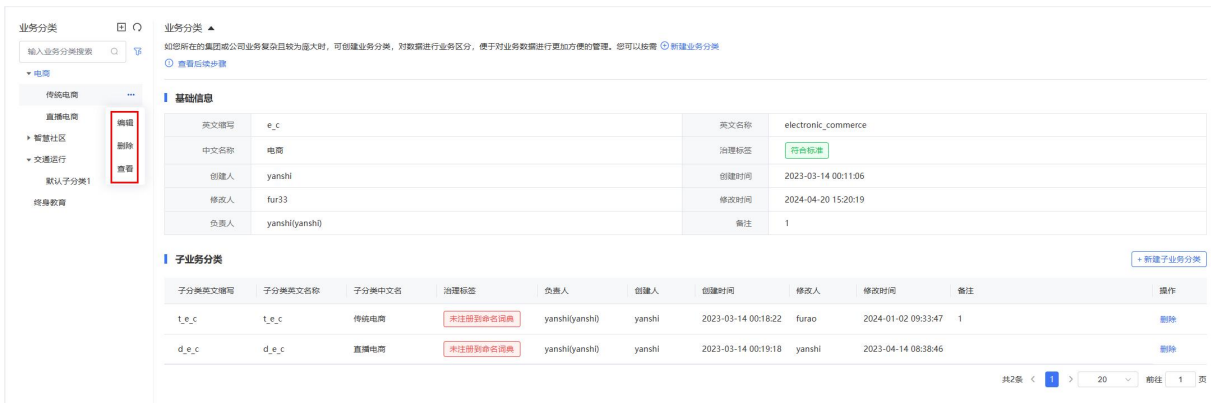 业务分类
输入业务分类搜索
电商
传统电商
直播电商
智慧社区
交通运行
默认子分类1
终身教育
编辑
删除
查看
业务分类
如您所在的集团或公司业务复杂且较为庞大时，可创建业务分类，对数据进行业务区分，便于对业务数据进行更加方便的管理。您可以按需 新建业务分类
查看后续步骤
基础信息
英文缩写 e_c 英文名称 electronic_commerce
中文名称 电商 治理标签 符合标准
创建人 yanshi 创建时间 2023-03-14 00:11:06
修改人 fur33 修改时间 2024-04-20 15:20:19
负责人 yanshi(yanshi) 备注 1
子业务分类 + 新建子业务分类
子分类英文缩写 子分类英文名称 子分类中文名 治理标签 负责人 创建人 创建时间 修改人 修改时间 备注 操作
t_e_c t_e_c 传统电商 未注册到命名词典 yanshi(yanshi) yanshi 2023-03-14 00:18:22 furao 2024-01-02 09:33:47 1 删除
d_e_c d_e_c 直播电商 未注册到命名词典 yanshi(yanshi) yanshi 2023-03-14 00:19:18 yanshi 2023-04-14 08:38:46 删除
共2条 < 1 > 20 前往 1 页